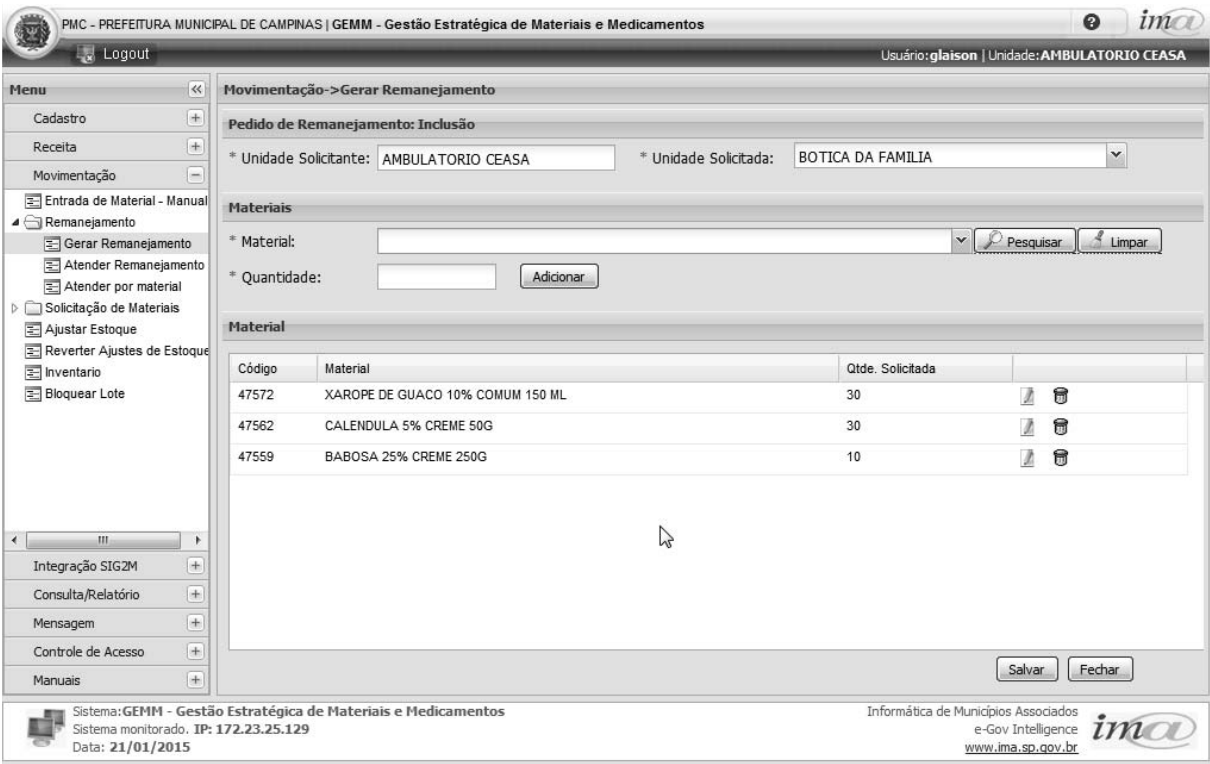 PMC - PREFEITURA MUNICIPAL DE CAMPINAS | GEMM - Gestão Estratégica de Materiais e Medicamentos
ima
Logout
Usuário:glaison | Unidade:AMBULATORIO CEASA
Menu
Cadastro
Receita
Movimentação
Entrada de Material - Manual
Remanejamento
Gerar Remanejamento
Atender Remanejamento
Atender por material
Solicitação de Materiais
Ajustar Estoque
Reverter Ajustes de Estoque
Inventario
Bloquear Lote
Integração SIG2M
Consulta/Relatório
Mensagem
Controle de Acesso
Manuais
Movimentação->Gerar Remanejamento
Pedido de Remanejamento: Inclusão
* Unidade Solicitante: AMBULATORIO CEASA * Unidade Solicitada: BOTICA DA FAMILIA
Materiais
* Material: Pesquisar Limpar
* Quantidade: Adicionar
Material
Código Material Qtde. Solicitada
47572 XAROPE DE GUACO 10% COMUM 150 ML 30
47562 CALENDULA 5% CREME 50G 30
47559 BABOSA 25% CREME 250G 10
Salvar Fechar
Sistema:GEMM - Gestão Estratégica de Materiais e Medicamentos
Sistema monitorado. IP: 172.23.25.129
Data: 21/01/2015
Informática de Municípios Associados
e-Gov Intelligence
www.ima.sp.gov.br
ima